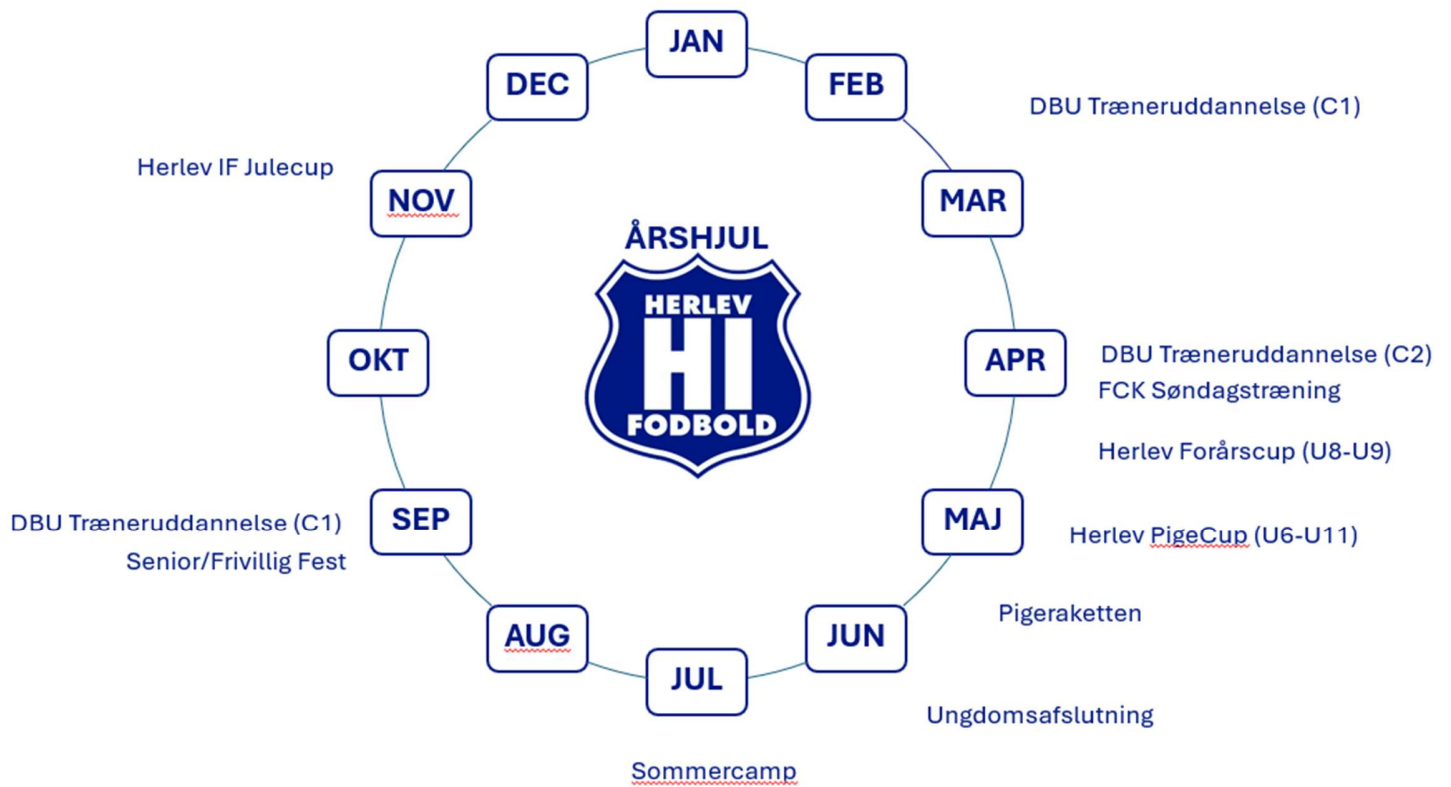 JAN
FEB
DBU Træneruddannelse (C1)
MAR
APR
DBU Træneruddannelse (C2)
FCK Søndagstræning
Herlev Forårscup (U8-U9)
MAJ
Herlev PigeCup (U6-U11)
Pigeraketten
JUN
Ungdomsafslutning
JUL
Sommercamp
AUG
SEP
DBU Træneruddannelse (C1)
Senior/Frivillig Fest
OKT
NOV
Herlev IF Julecup
DEC
ÅRSHJUL
HERLEV
HI
FODBOLD